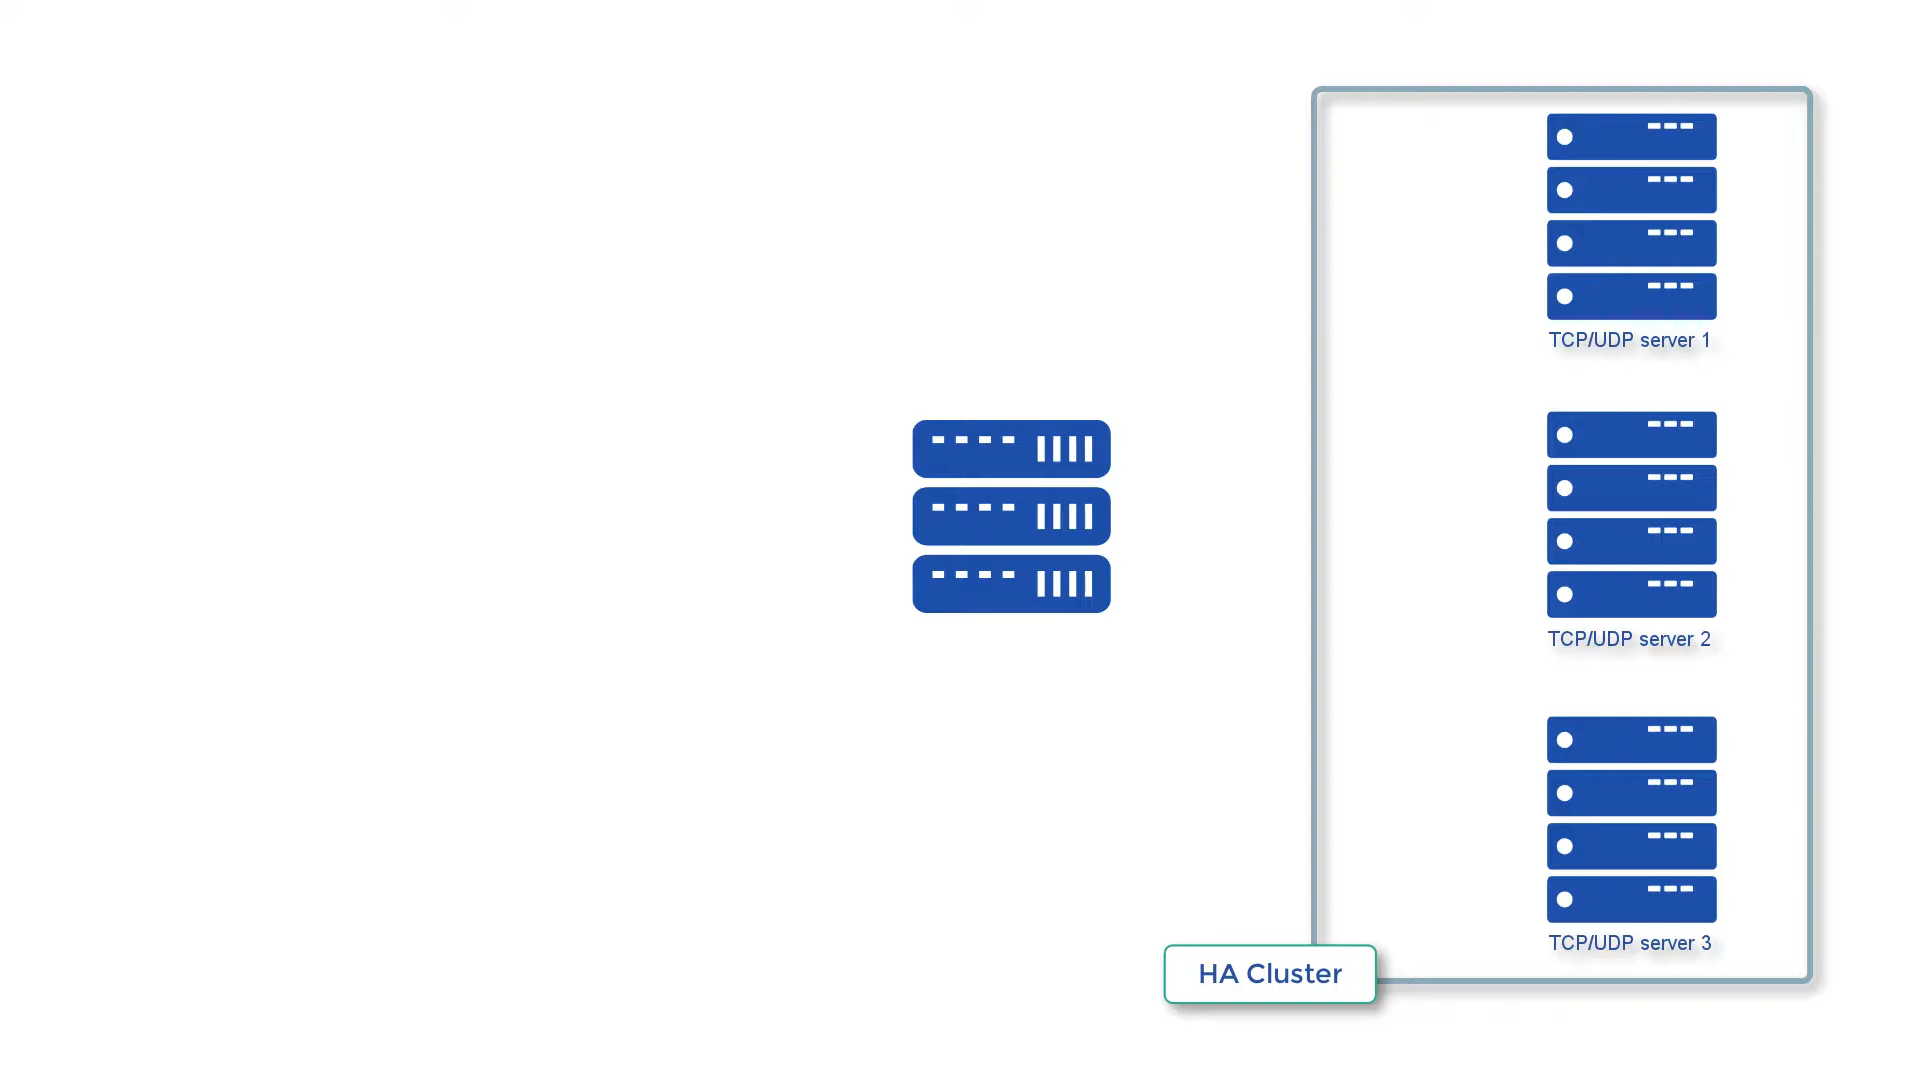 TCP/UDP server 1
TCP/UDP server 2
TCP/UDP server 3
HA Cluster